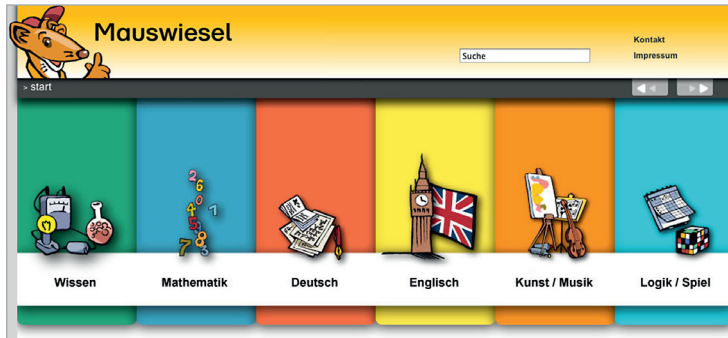 Mauswiesel
Kontakt
Suche
Impressum
> start
Wissen
Mathematik
Deutsch
Englisch
Kunst / Musik
Logik / Spiel